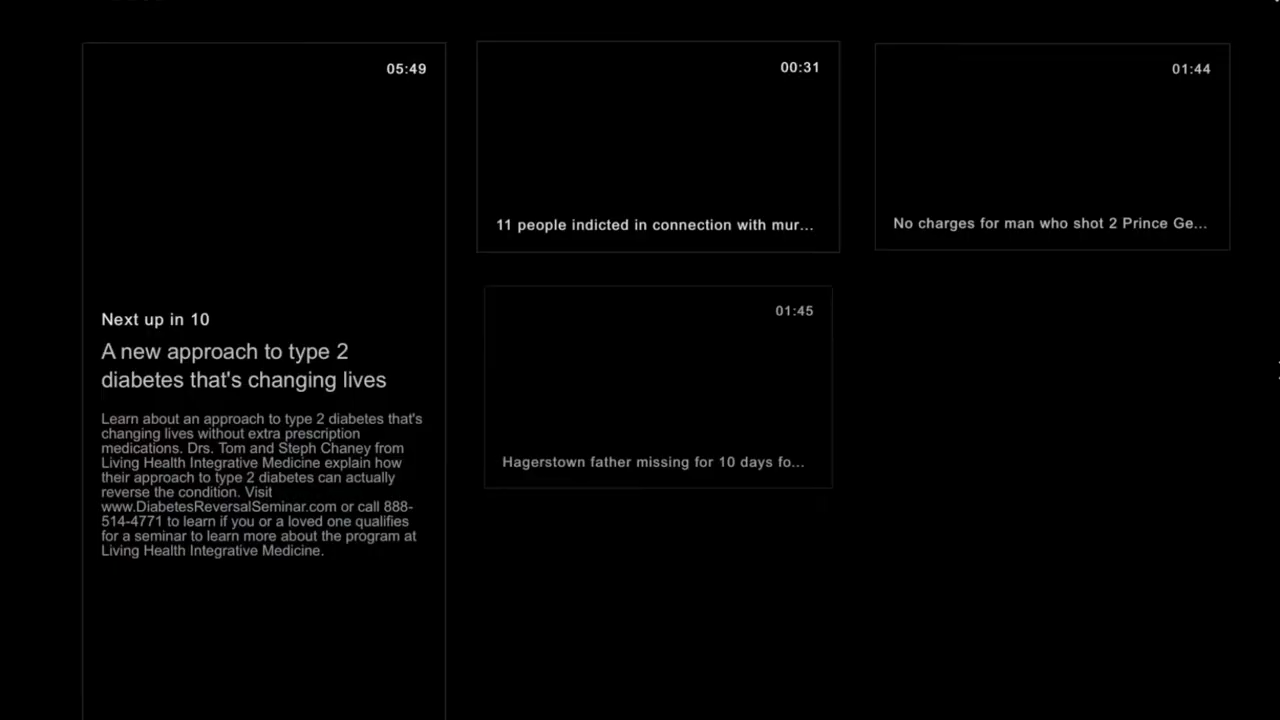 05:49
Next up in 10
A new approach to type 2
diabetes that's changing lives
Learn about an approach to type 2 diabetes that's
changing lives without extra prescription
medications. Drs. Tom and Steph Chaney from
Living Health Integrative Medicine explain how
their approach to type 2 diabetes can actually
reverse the condition. Visit
www.DiabetesReversalSeminar.com or call 888-
514-4771 to learn if you or a loved one qualifies
for a seminar to learn more about the program at
Living Health Integrative Medicine.
00:31
11 people indicted in connection with mur...
01:44
No charges for man who shot 2 Prince Ge...
01:45
Hagerstown father missing for 10 days fo...